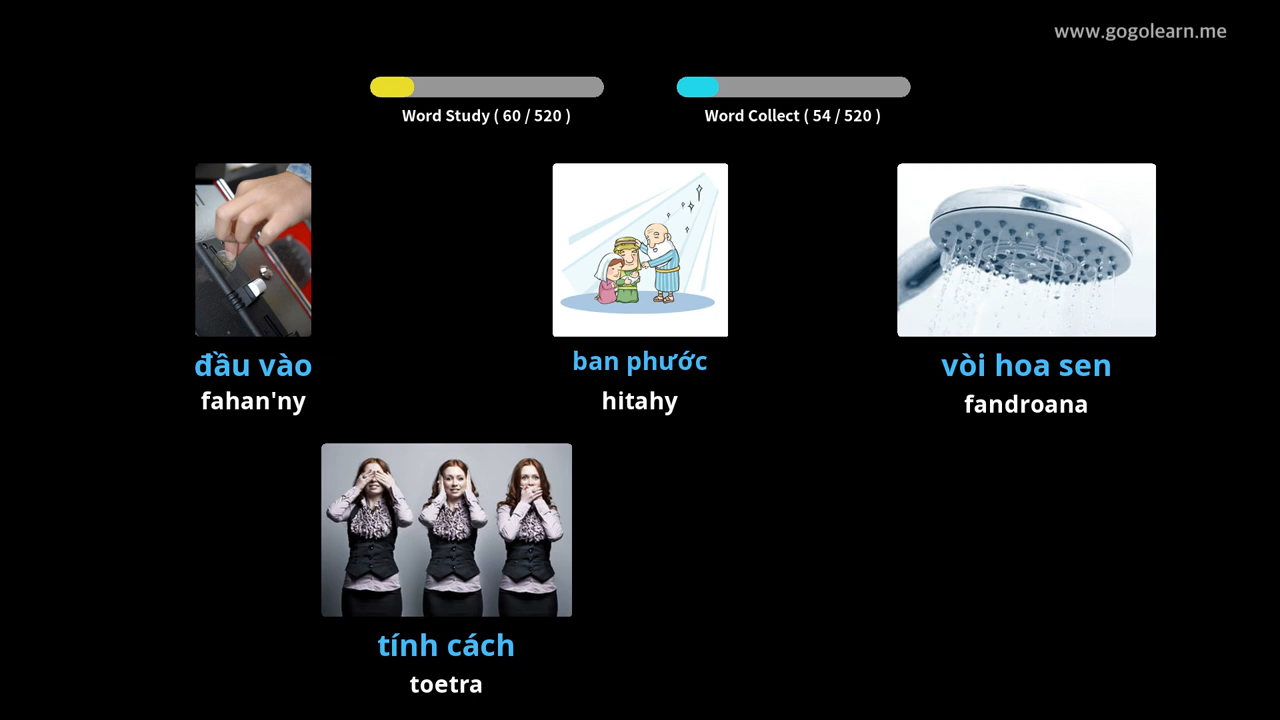 www.gogolearn.me
Word Study ( 60 / 520 )
Word Collect ( 54 / 520 )
đầu vào
fahan'ny
ban phước
hitahy
vòi hoa sen
fandroana
tính cách
toetra